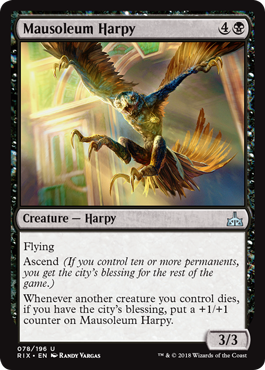 Mausoleum Harpy 4
Creature — Harpy
Flying
Ascend (If you control ten or more permanents,
you get the city's blessing for the rest of the
game.)
Whenever another creature you control dies,
if you have the city's blessing, put a +1/+1
counter on Mausoleum Harpy.
3/3
078/196 U
RIX • EN Randy Vargas
™ & © 2018 Wizards of the Coast